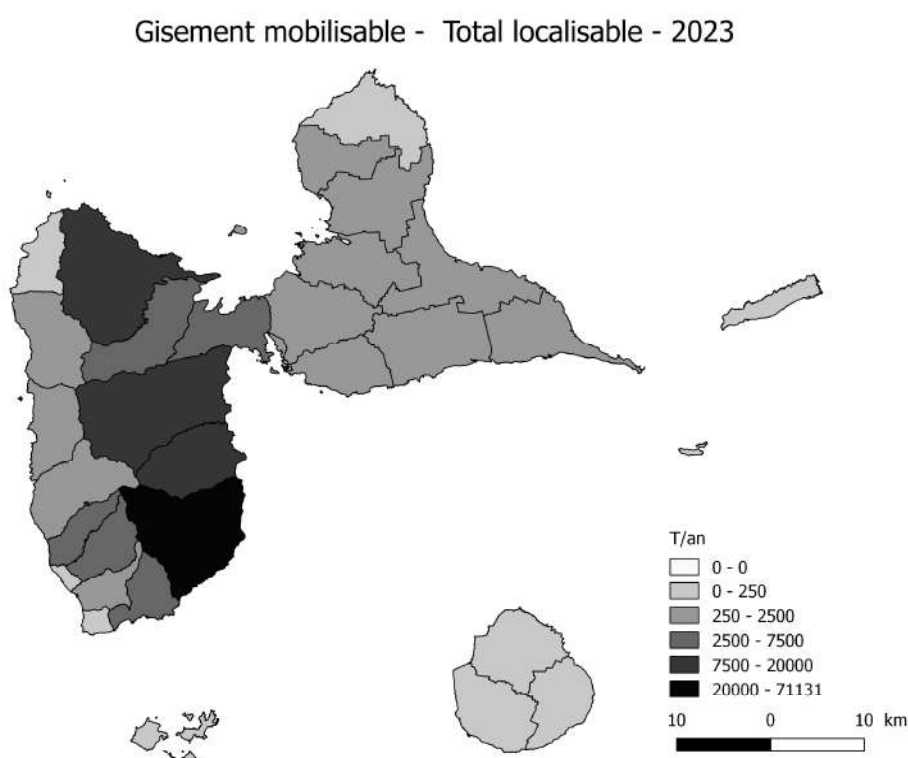 Gisement mobilisable - Total localisable - 2023
T/an
0 - 0
0 - 250
250 - 2500
2500 - 7500
7500 - 20000
20000 - 71131
10 0 10 km